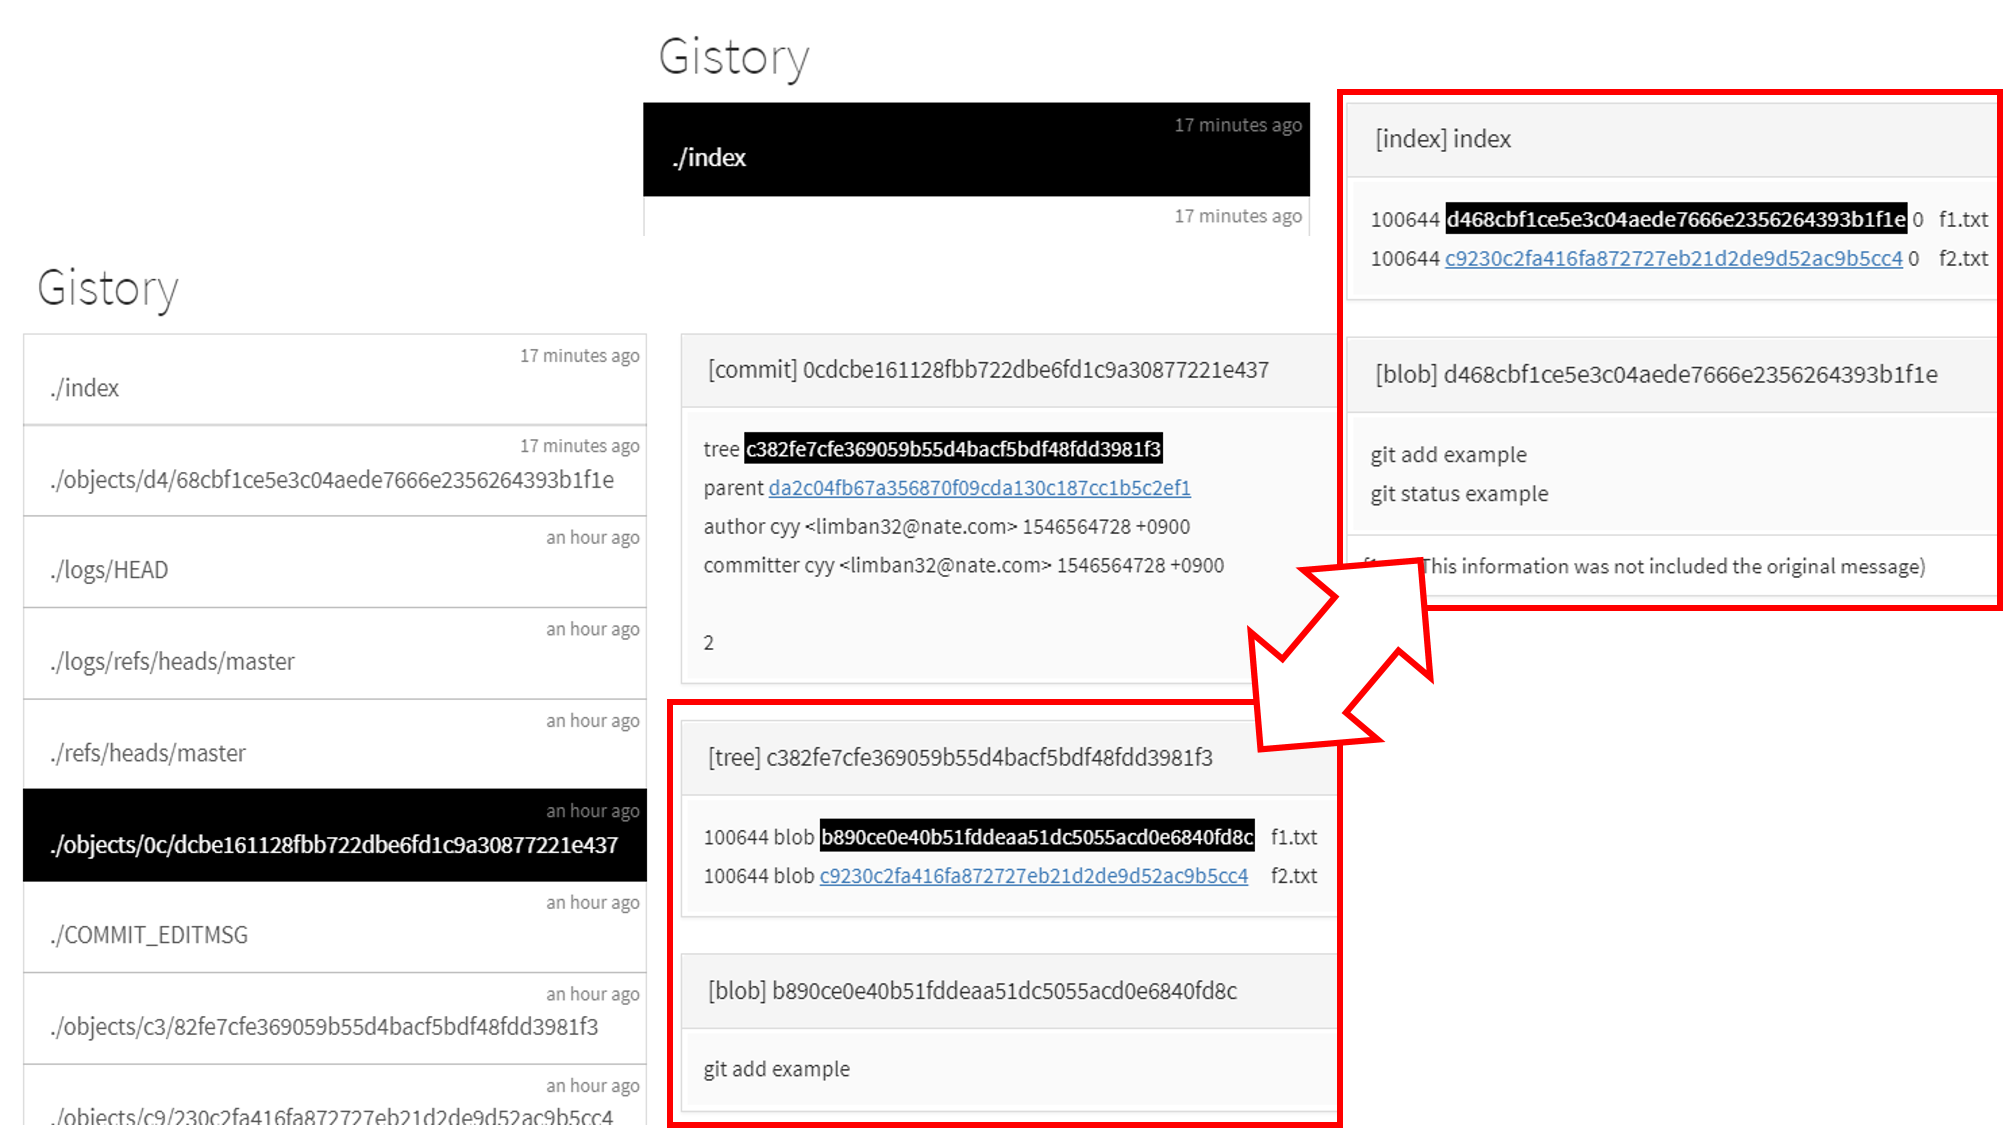 Gistory
17 minutes ago
./index
17 minutes ago
[index] index
100644 d468cbf1ce5e3c04aede7666e2356264393b1f1e 0 f1.txt
100644 c9230c2fa416fa872727eb21d2de9d52ac9b5cc4 0 f2.txt
[blob] d468cbf1ce5e3c04aede7666e2356264393b1f1e
git add example
git status example
This information was not included the original message)
Gistory
17 minutes ago
./index
17 minutes ago
./objects/d4/68cbf1ce5e3c04aede7666e2356264393b1f1e
an hour ago
./logs/HEAD
an hour ago
./logs/refs/heads/master
an hour ago
./refs/heads/master
an hour ago
./objects/0c/dcbe161128fbb722dbe6fd1c9a30877221e437
an hour ago
./COMMIT_EDITMSG
an hour ago
./objects/c3/82fe7cfe369059b55d4bacf5bdf48fdd3981f3
an hour ago
./objects/c9/230c2fa416fa872727eb21d2de9d52ac9b5cc4
[commit] 0cdcbe161128fbb722dbe6fd1c9a30877221e437
tree c382fe7cfe369059b55d4bacf5bdf48fdd3981f3
parent da2c04fb67a356870f09cda130c187cc1b5c2ef1
author cyy <limban32@nate.com> 1546564728 +0900
committer cyy <limban32@nate.com> 1546564728 +0900
2
[tree] c382fe7cfe369059b55d4bacf5bdf48fdd3981f3
100644 blob b890ce0e40b51fddeaa51dc5055acd0e6840fd8c f1.txt
100644 blob c9230c2fa416fa872727eb21d2de9d52ac9b5cc4 f2.txt
[blob] b890ce0e40b51fddeaa51dc5055acd0e6840fd8c
git add example